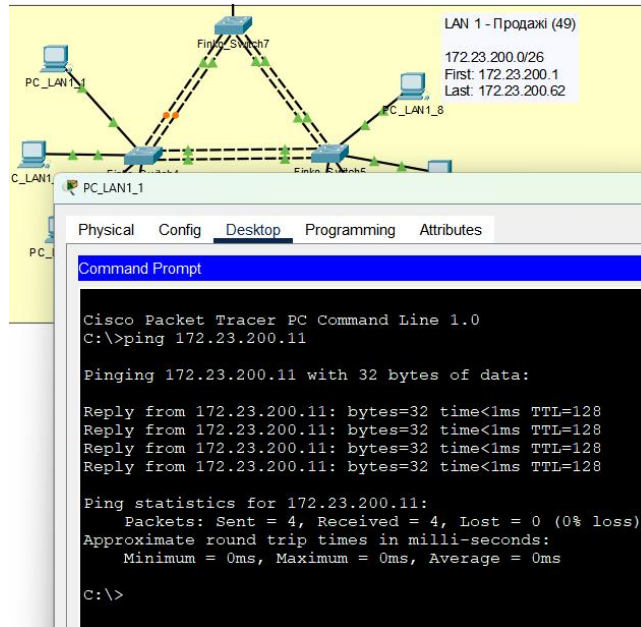 Finko_Switch7
LAN 1 - Продажі (49)
172.23.200.0/26
First: 172.23.200.1
Last: 172.23.200.62
PC_LAN1_1
PC_LAN1_8
C_LAN1
PC_LAN1_1
Physical Config Desktop Programming Attributes
Command Prompt
Cisco Packet Tracer PC Command Line 1.0
C:\>ping 172.23.200.11
Pinging 172.23.200.11 with 32 bytes of data:
Reply from 172.23.200.11: bytes=32 time<1ms TTL=128
Reply from 172.23.200.11: bytes=32 time<1ms TTL=128
Reply from 172.23.200.11: bytes=32 time<1ms TTL=128
Reply from 172.23.200.11: bytes=32 time<1ms TTL=128
Ping statistics for 172.23.200.11:
Packets: Sent = 4, Received = 4, Lost = 0 (0% loss)
Approximate round trip times in milli-seconds:
Minimum = 0ms, Maximum = 0ms, Average = 0ms
C:\>